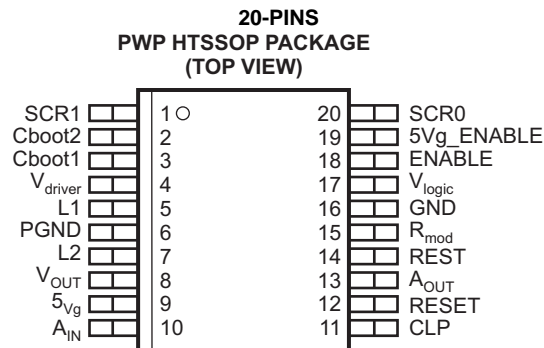 20-PINS
PWP HTSSOP PACKAGE
(TOP VIEW)
SCR1 1 20 SCR0
Cboot2 2 19 5Vg_ENABLE
Cboot1 3 18 ENABLE
Vdriver 4 17 Vlogic
L1 5 16 GND
PGND 6 15 Rmod
L2 7 14 REST
VOUT 8 13 AOUT
5Vg 9 12 RESET
AIN 10 11 CLP